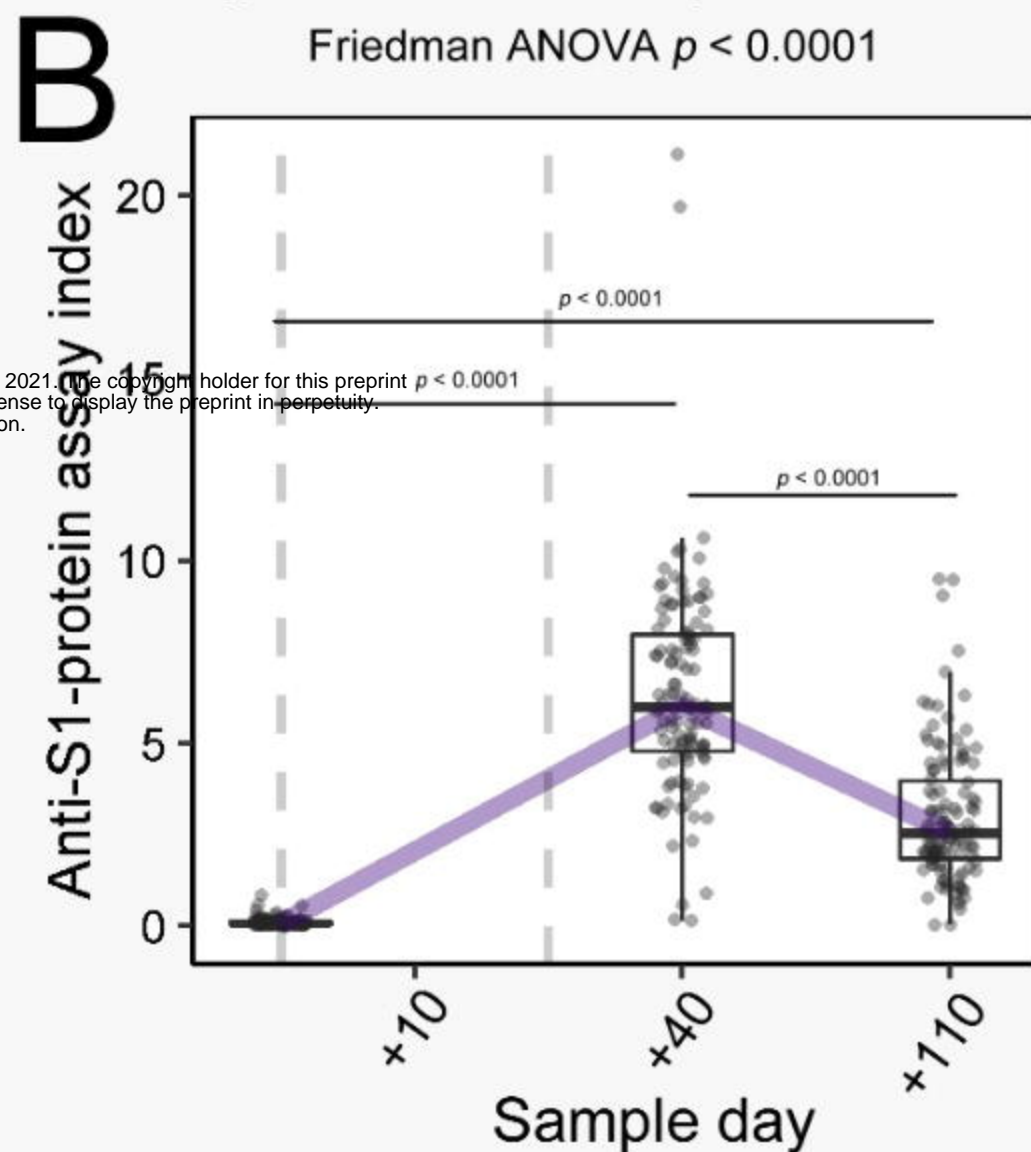 B
Friedman ANOVA p < 0.0001
Anti-S1-protein assay index
20
15
10
5
0
p < 0.0001
2021. The copyright holder for this preprint
p < 0.0001
ense to display the preprint in perpetuity.
on.
p < 0.0001
+10
+40
+110
Sample day